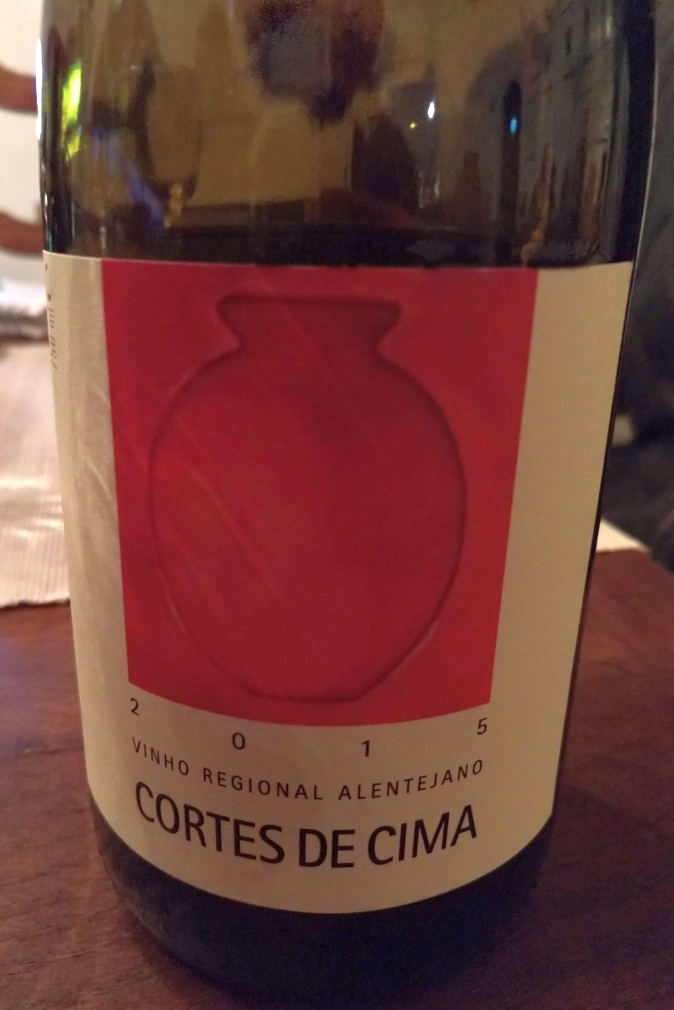 2 0 1 5
VINHO REGIONAL ALENTEJANO
CORTES DE CIMA